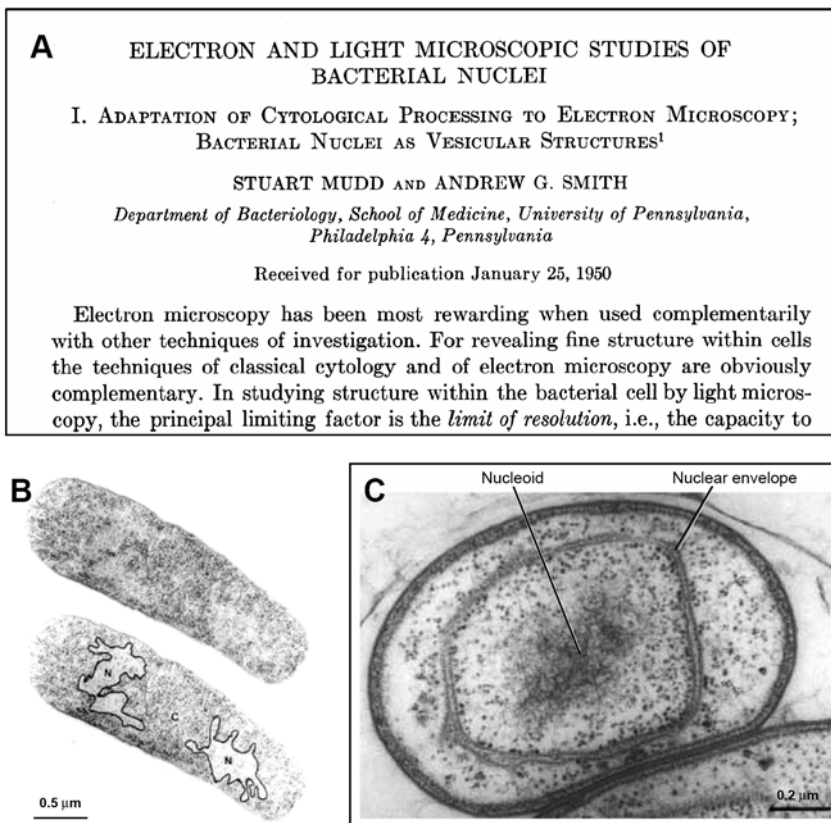 A
ELECTRON AND LIGHT MICROSCOPIC STUDIES OF
BACTERIAL NUCLEI
I. ADAPTATION OF CYTOLOGICAL PROCESSING TO ELECTRON MICROSCOPY;
BACTERIAL NUCLEI AS VESICULAR STRUCTURES¹
STUART MUDD AND ANDREW G. SMITH
Department of Bacteriology, School of Medicine, University of Pennsylvania,
Philadelphia 4, Pennsylvania
Received for publication January 25, 1950
Electron microscopy has been most rewarding when used complementarily
with other techniques of investigation. For revealing fine structure within cells
the techniques of classical cytology and of electron microscopy are obviously
complementary. In studying structure within the bacterial cell by light micros-
copy, the principal limiting factor is the limit of resolution, i.e., the capacity to
B
N
C
N
0.5 µm
C
Nucleoid
Nuclear envelope
0.2 µm